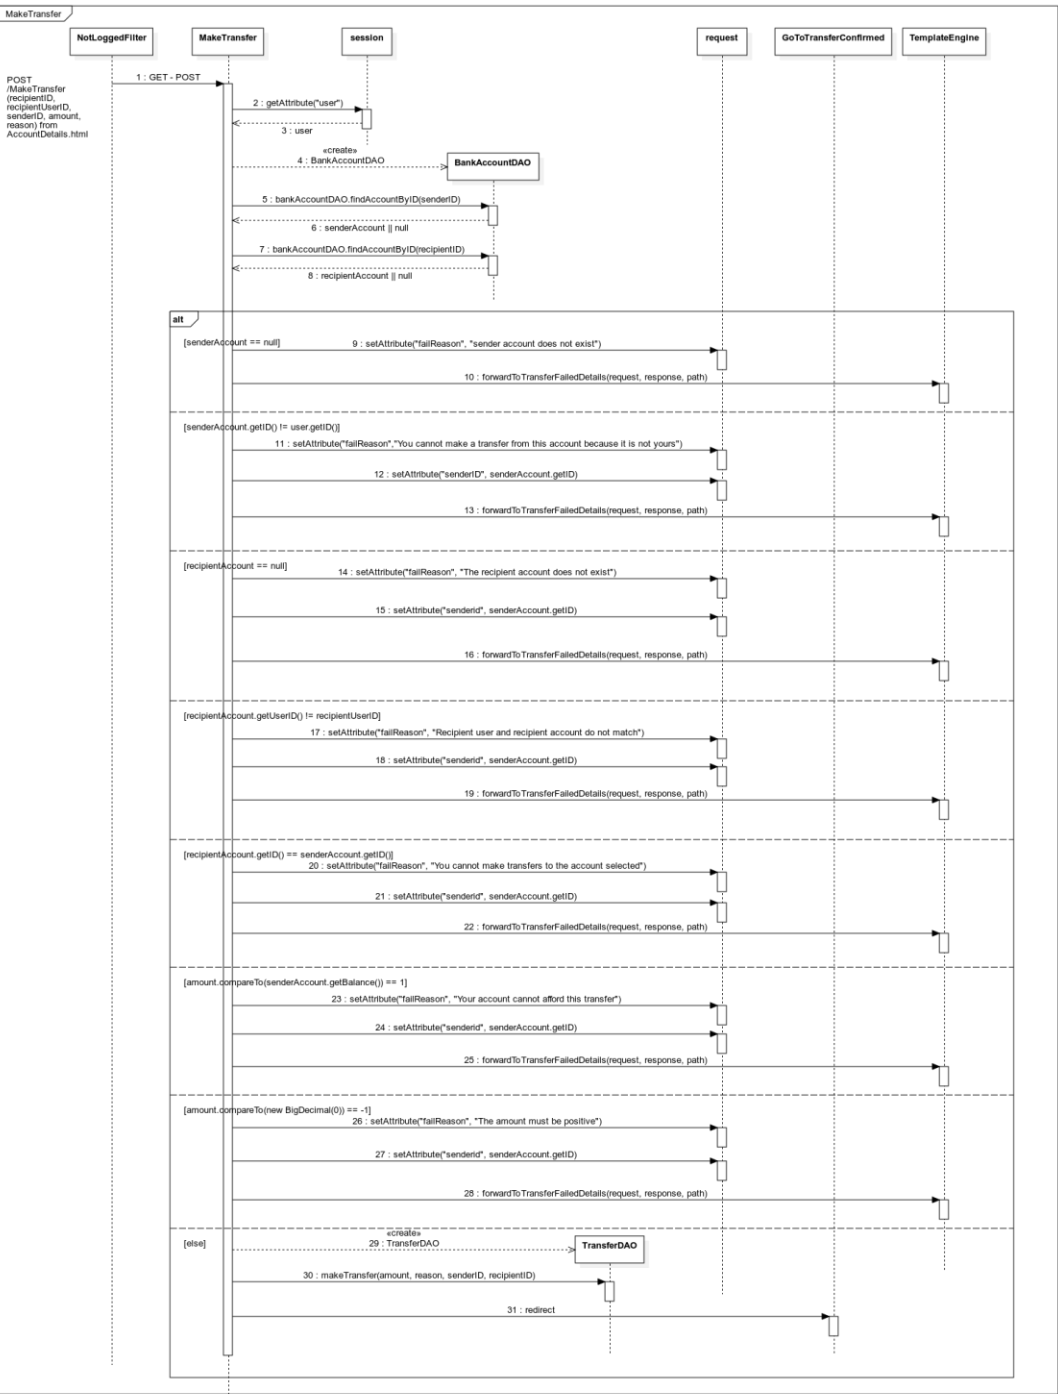 MakeTransfer
NotLoggedFilter
MakeTransfer
session
request
GoToTransferConfirmed
TemplateEngine
POST
/MakeTransfer
(recipientID,
recipientUserID,
senderID, amount,
reason) from
AccountDetails.html
1 : GET - POST
2 : getAttribute("user")
3 : user
«create»
4 : BankAccountDAO
BankAccountDAO
5 : bankAccountDAO.findAccountByID(senderID)
6 : senderAccount || null
7 : bankAccountDAO.findAccountByID(recipientID)
8 : recipientAccount || null
alt
[senderAccount == null]
9 : setAttribute("failReason", "sender account does not exist")
10 : forwardToTransferFailedDetails(request, response, path)
[senderAccount.getID() != user.getID()]
11 : setAttribute("failReason","You cannot make a transfer from this account because it is not yours")
12 : setAttribute("senderID", senderAccount.getID)
13 : forwardToTransferFailedDetails(request, response, path)
[recipientAccount == null]
14 : setAttribute("failReason", "The recipient account does not exist")
15 : setAttribute("senderid", senderAccount.getID)
16 : forwardToTransferFailedDetails(request, response, path)
[recipientAccount.getUserID() != recipientUserID]
17 : setAttribute("failReason", "Recipient user and recipient account do not match")
18 : setAttribute("senderid", senderAccount.getID)
19 : forwardToTransferFailedDetails(request, response, path)
[recipientAccount.getID() == senderAccount.getID()]
20 : setAttribute("failReason", "You cannot make transfers to the account selected")
21 : setAttribute("senderid", senderAccount.getID)
22 : forwardToTransferFailedDetails(request, response, path)
[amount.compareTo(senderAccount.getBalance()) == 1]
23 : setAttribute("failReason", "Your account cannot afford this transfer")
24 : setAttribute("senderid", senderAccount.getID)
25 : forwardToTransferFailedDetails(request, response, path)
[amount.compareTo(new BigDecimal(0)) == -1]
26 : setAttribute("failReason", "The amount must be positive")
27 : setAttribute("senderid", senderAccount.getID)
28 : forwardToTransferFailedDetails(request, response, path)
[else]
«create»
29 : TransferDAO
TransferDAO
30 : makeTransfer(amount, reason, senderID, recipientID)
31 : redirect